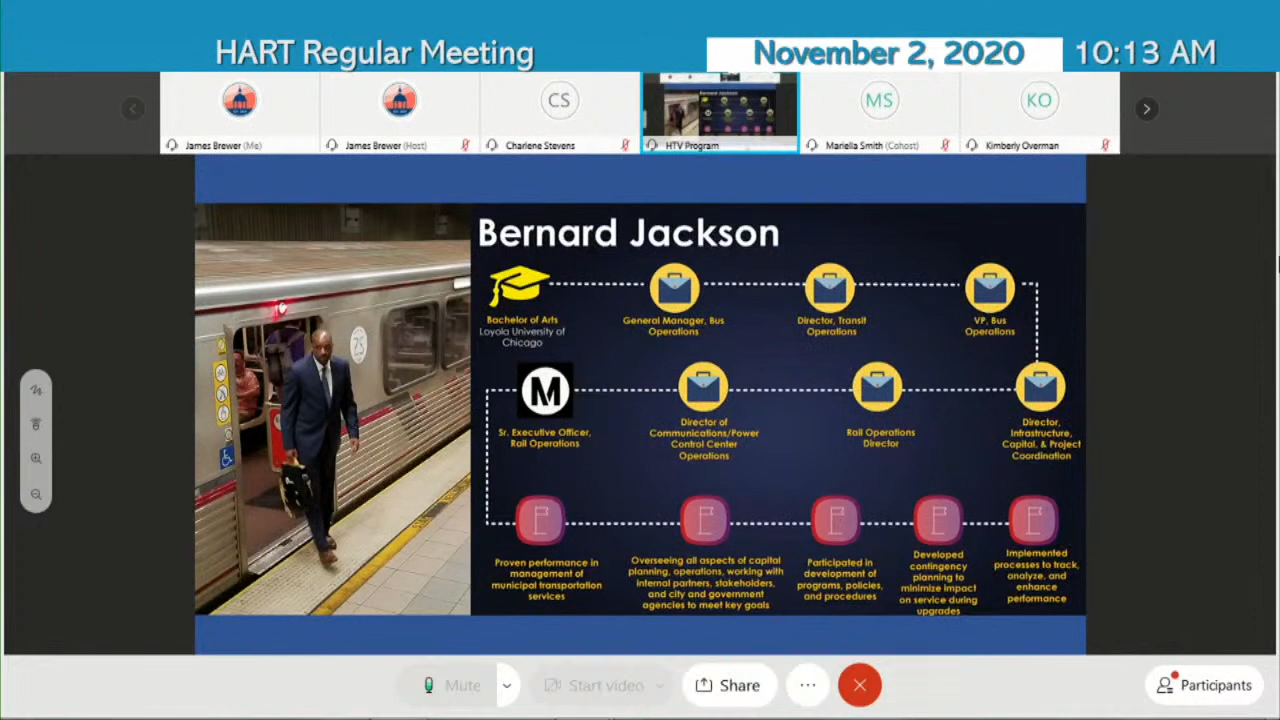 HART Regular Meeting
November 2, 2020
10:13 AM
CS
MS
KO
James Brewer (Me)
James Brewer (Host)
Charlene Stevens
HTV Program
Mariella Smith (Cohost)
Kimberly Overman
Bernard Jackson
Bachelor of Arts
Loyola University of
Chicago
General Manager, Bus
Operations
Director, Transit
Operations
VP, Bus
Operations
M
Sr. Executive Officer,
Rail Operations
Director of
Communications/Power
Control Center
Operations
Rail Operations
Director
Director,
Infrastructure,
Capital, & Project
Coordination
Proven performance in
management of
municipal transportation
services
Overseeing all aspects of capital
planning, operations, working with
internal partners, stakeholders,
and city and government
agencies to meet key goals
Participated in
development of
programs, policies,
and procedures
Developed
contingency
planning to
minimize impact
on service during
upgrades
Implemented
processes to track,
analyze, and
enhance
performance
Mute
Start video
Share
Participants